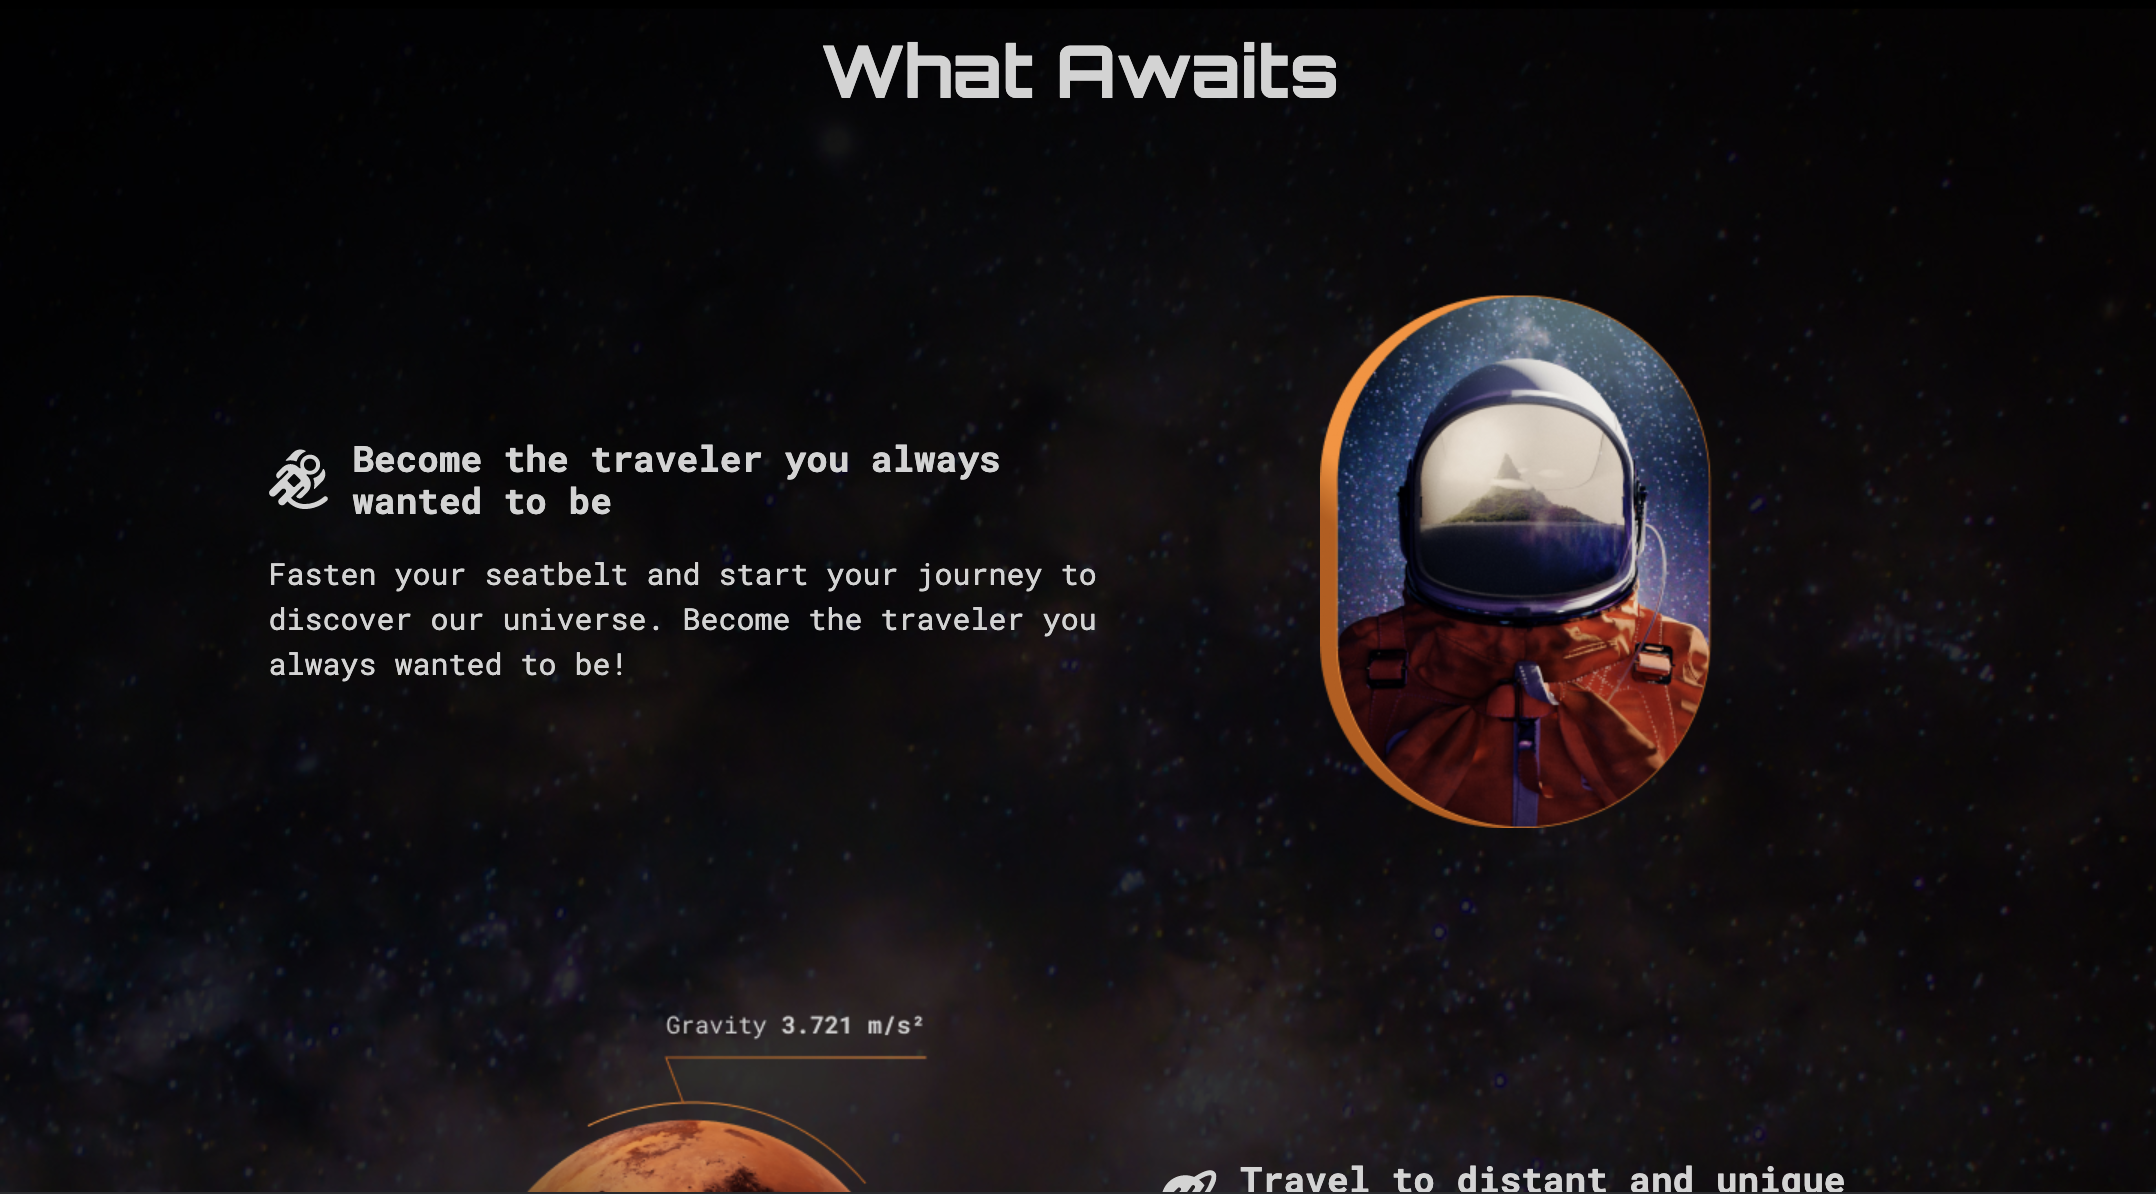 What Awaits
Become the traveler you always
wanted to be
Fasten your seatbelt and start your journey to
discover our universe. Become the traveler you
always wanted to be!
Gravity 3.721 m/s²
Travel to distant and unique